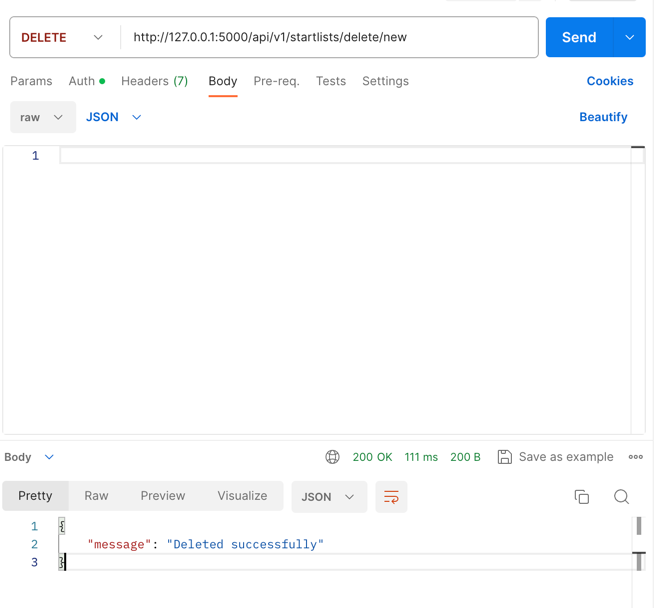 DELETE http://127.0.0.1:5000/api/v1/startlists/delete/new Send
Params Auth Headers (7) Body Pre-req. Tests Settings Cookies
raw JSON Beautify
1
Body 200 OK 111 ms 200 B Save as example
Pretty Raw Preview Visualize JSON
1 {
2 "message": "Deleted successfully"
3 }